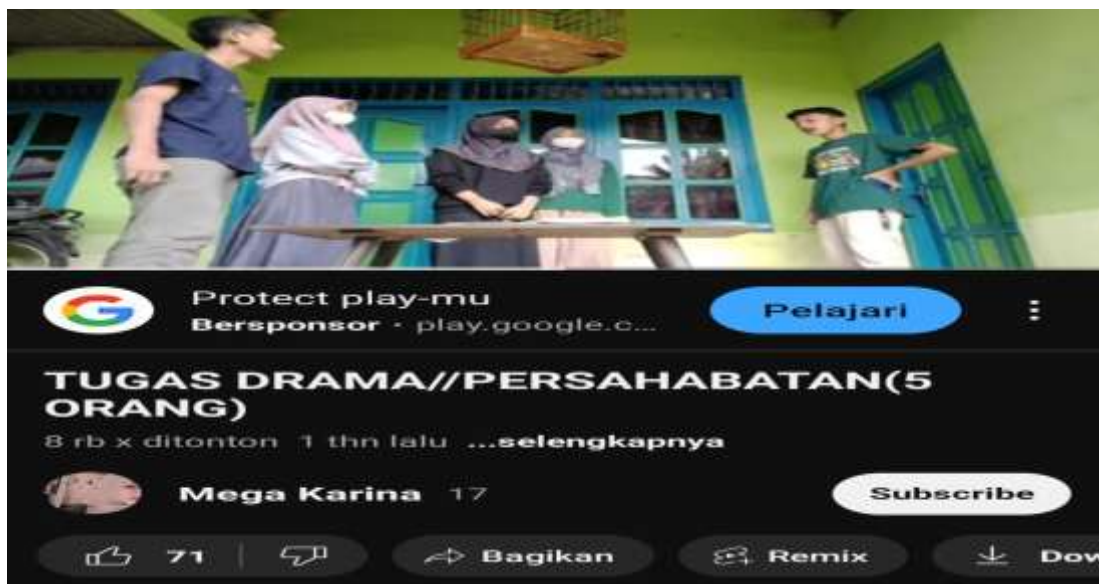 Protect play-mu
Bersponsor · play.google.c...
Pelajari
TUGAS DRAMA//PERSAHABATAN(5
ORANG)
8 rb x ditonton 1 thn lalu ...selengkapnya
Mega Karina 17
Subscribe
71
Bagikan
Remix
Dow